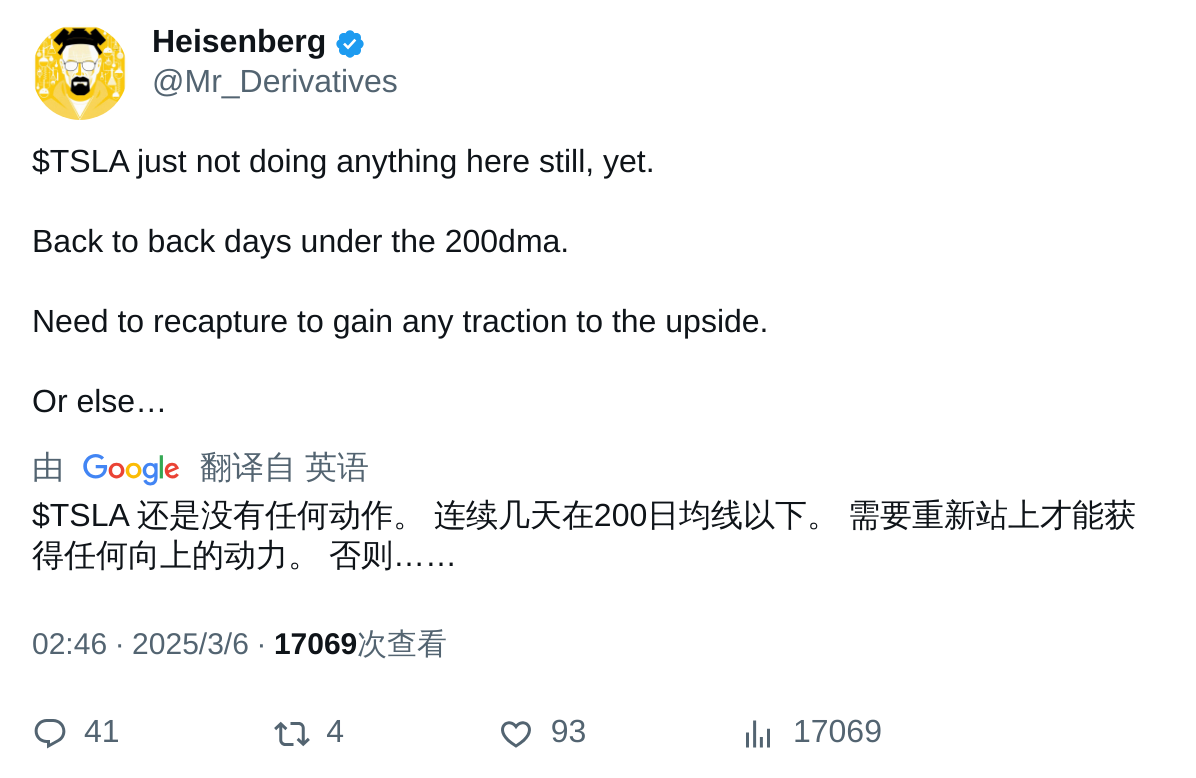 Heisenberg
@Mr_Derivatives
$TSLA just not doing anything here still, yet.
Back to back days under the 200dma.
Need to recapture to gain any traction to the upside.
Or else…
由 Google 翻译自 英语
$TSLA 还是没有任何动作。 连续几天在200日均线以下。 需要重新站上才能获
得任何向上的动力。 否则……
02:46 · 2025/3/6 · 17069次查看
41 4 93 17069